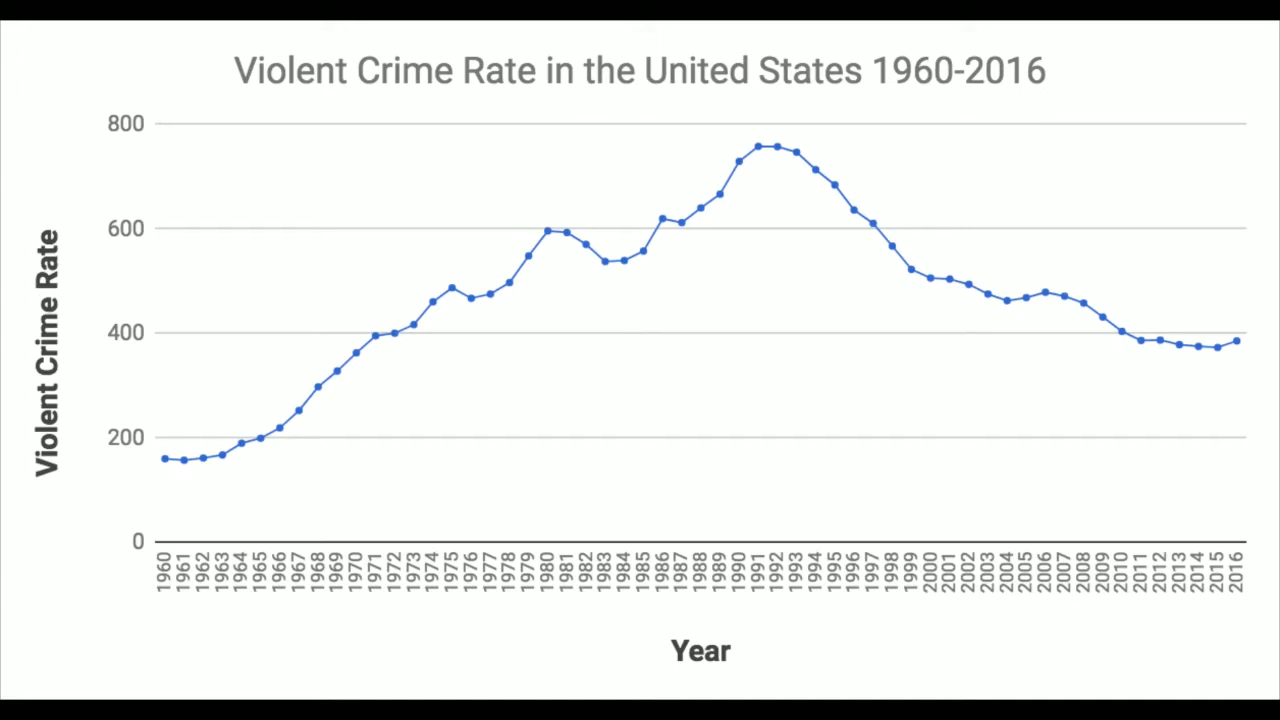 Violent Crime Rate in the United States 1960-2016
800
600
400
200
0
Violent Crime Rate
1960 1961 1962 1963 1964 1965 1966 1967 1968 1969 1970 1971 1972 1973 1974 1975 1976 1977 1978 1979 1980 1981 1982 1983 1984 1985 1986 1987 1988 1989 1990 1991 1992 1993 1994 1995 1996 1997 1998 1999 2000 2001 2002 2003 2004 2005 2006 2007 2008 2009 2010 2011 2012 2013 2014 2015 2016
Year